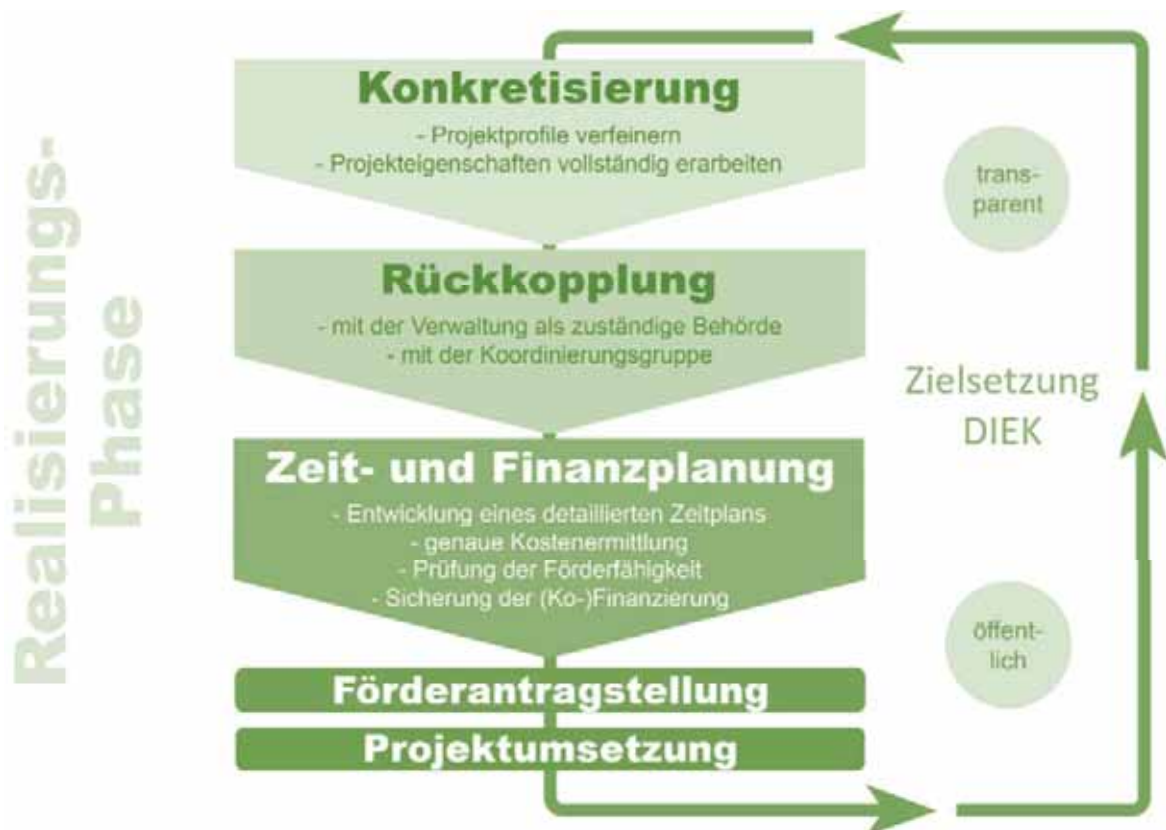 Realisierungs-
Phase
Konkretisierung
- Projektprofile verfeinern
- Projekteigenschaften vollständig erarbeiten
Rückkopplung
- mit der Verwaltung als zuständige Behörde
- mit der Koordinierungsgruppe
Zeit- und Finanzplanung
- Entwicklung eines detaillierten Zeitplans
- genaue Kostenermittlung
- Prüfung der Förderfähigkeit
- Sicherung der (Ko-)Finanzierung
Förderantragstellung
Projektumsetzung
trans-
parent
Zielsetzung
DIEK
öffent-
lich